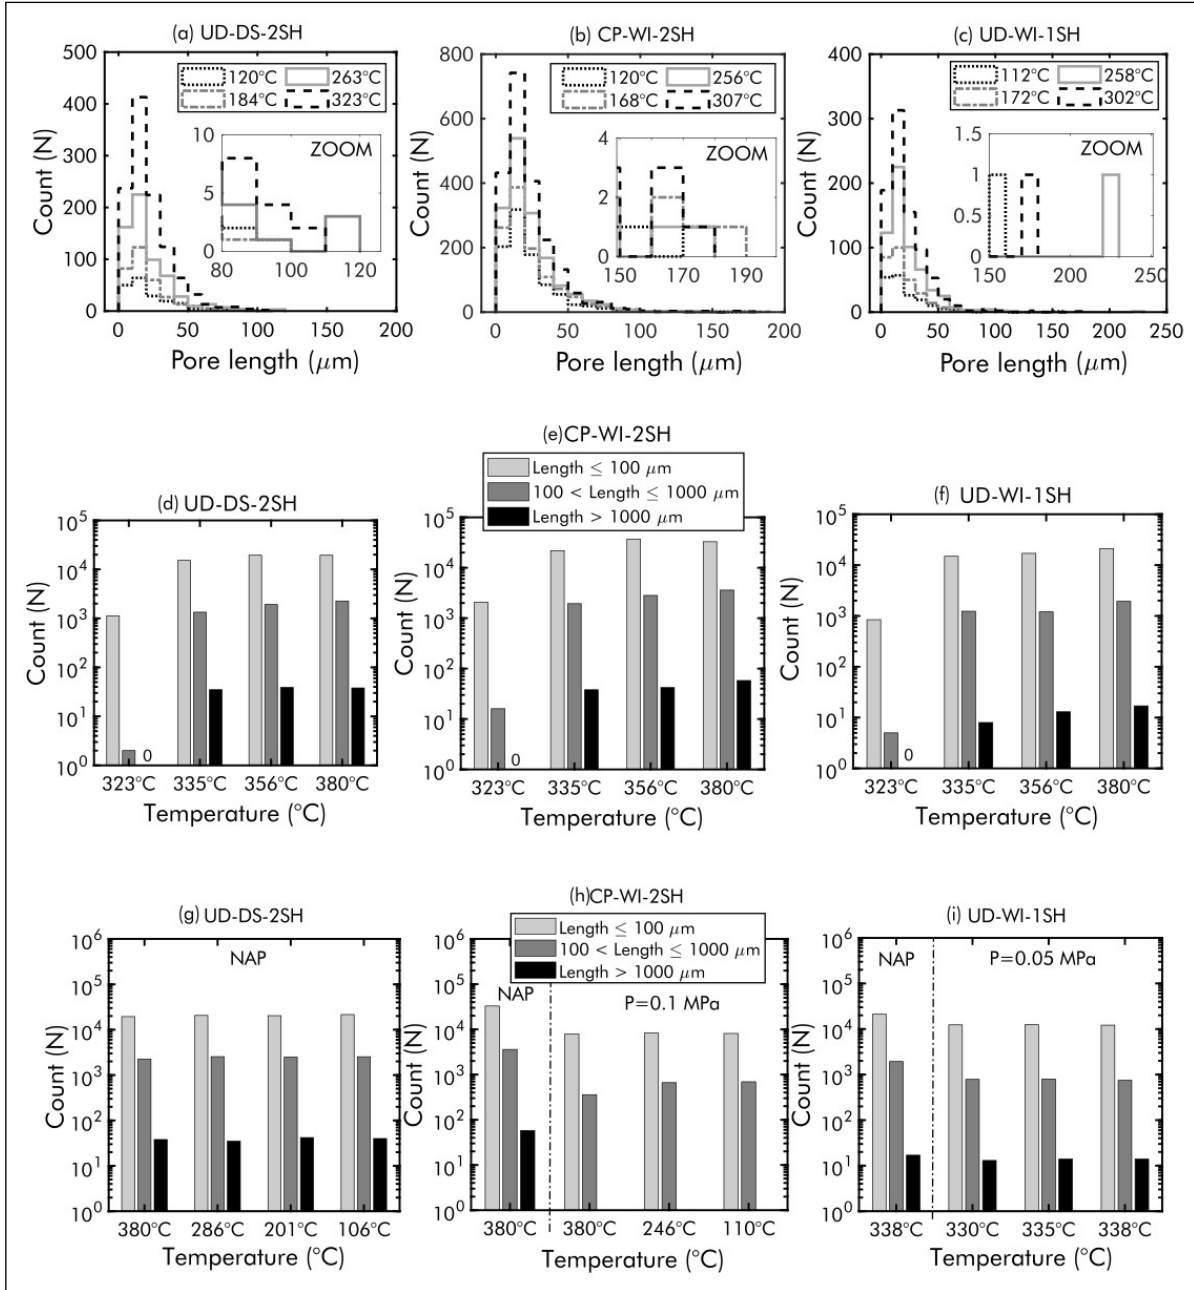 (a) UD-DS-2SH
500
400
300
200
100
0
Count (N)
120°C
263°C
184°C
323°C
ZOOM
10
5
0
80
100
120
0
50
100
150
200
Pore length (μm)
(b) CP-WI-2SH
800
600
400
200
0
Count (N)
120°C
256°C
168°C
307°C
ZOOM
4
2
0
150
170
190
0
50
100
150
200
Pore length (μm)
(c) UD-WI-1SH
400
300
200
100
0
Count (N)
112°C
258°C
172°C
302°C
ZOOM
1.5
1
0.5
0
150
200
250
0
50
100
150
200
250
Pore length (μm)
(d) UD-DS-2SH
10^5
10^4
10^3
10^2
10^1
10^0
Count (N)
0
323°C
335°C
356°C
380°C
Temperature (°C)
(e)CP-WI-2SH
Length ≤ 100 μm
100 < Length ≤ 1000 μm
Length > 1000 μm
10^5
10^4
10^3
10^2
10^1
10^0
Count (N)
0
323°C
335°C
356°C
380°C
Temperature (°C)
(f) UD-WI-1SH
10^5
10^4
10^3
10^2
10^1
10^0
Count (N)
0
323°C
335°C
356°C
380°C
Temperature (°C)
(g) UD-DS-2SH
NAP
10^6
10^5
10^4
10^3
10^2
10^1
10^0
Count (N)
380°C
286°C
201°C
106°C
Temperature (°C)
(h)CP-WI-2SH
Length ≤ 100 μm
100 < Length ≤ 1000 μm
Length > 1000 μm
NAP
P=0.1 MPa
10^6
10^5
10^4
10^3
10^2
10^1
10^0
Count (N)
380°C
380°C
246°C
110°C
Temperature (°C)
(i) UD-WI-1SH
NAP
P=0.05 MPa
10^6
10^5
10^4
10^3
10^2
10^1
10^0
Count (N)
338°C
330°C
335°C
338°C
Temperature (°C)